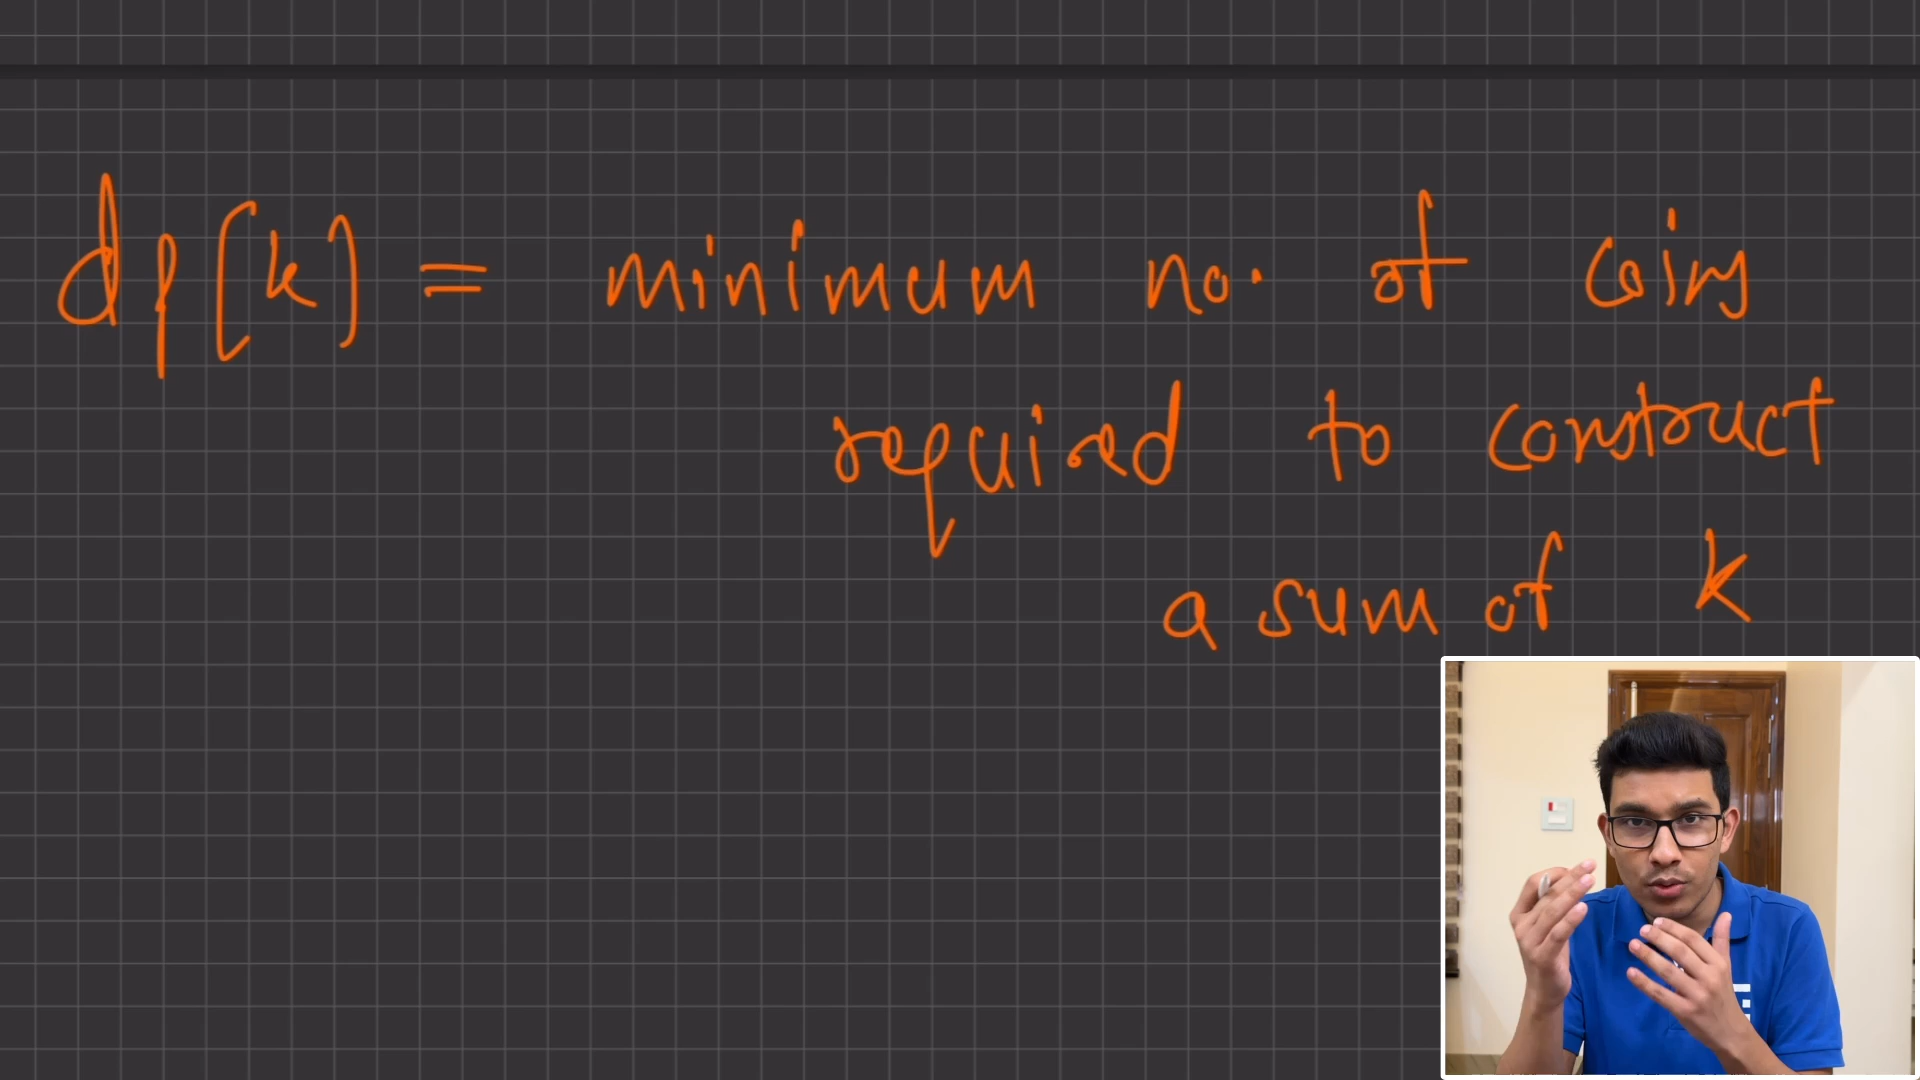 dp[k] = minimum no. of coins
required to construct
a sum of k